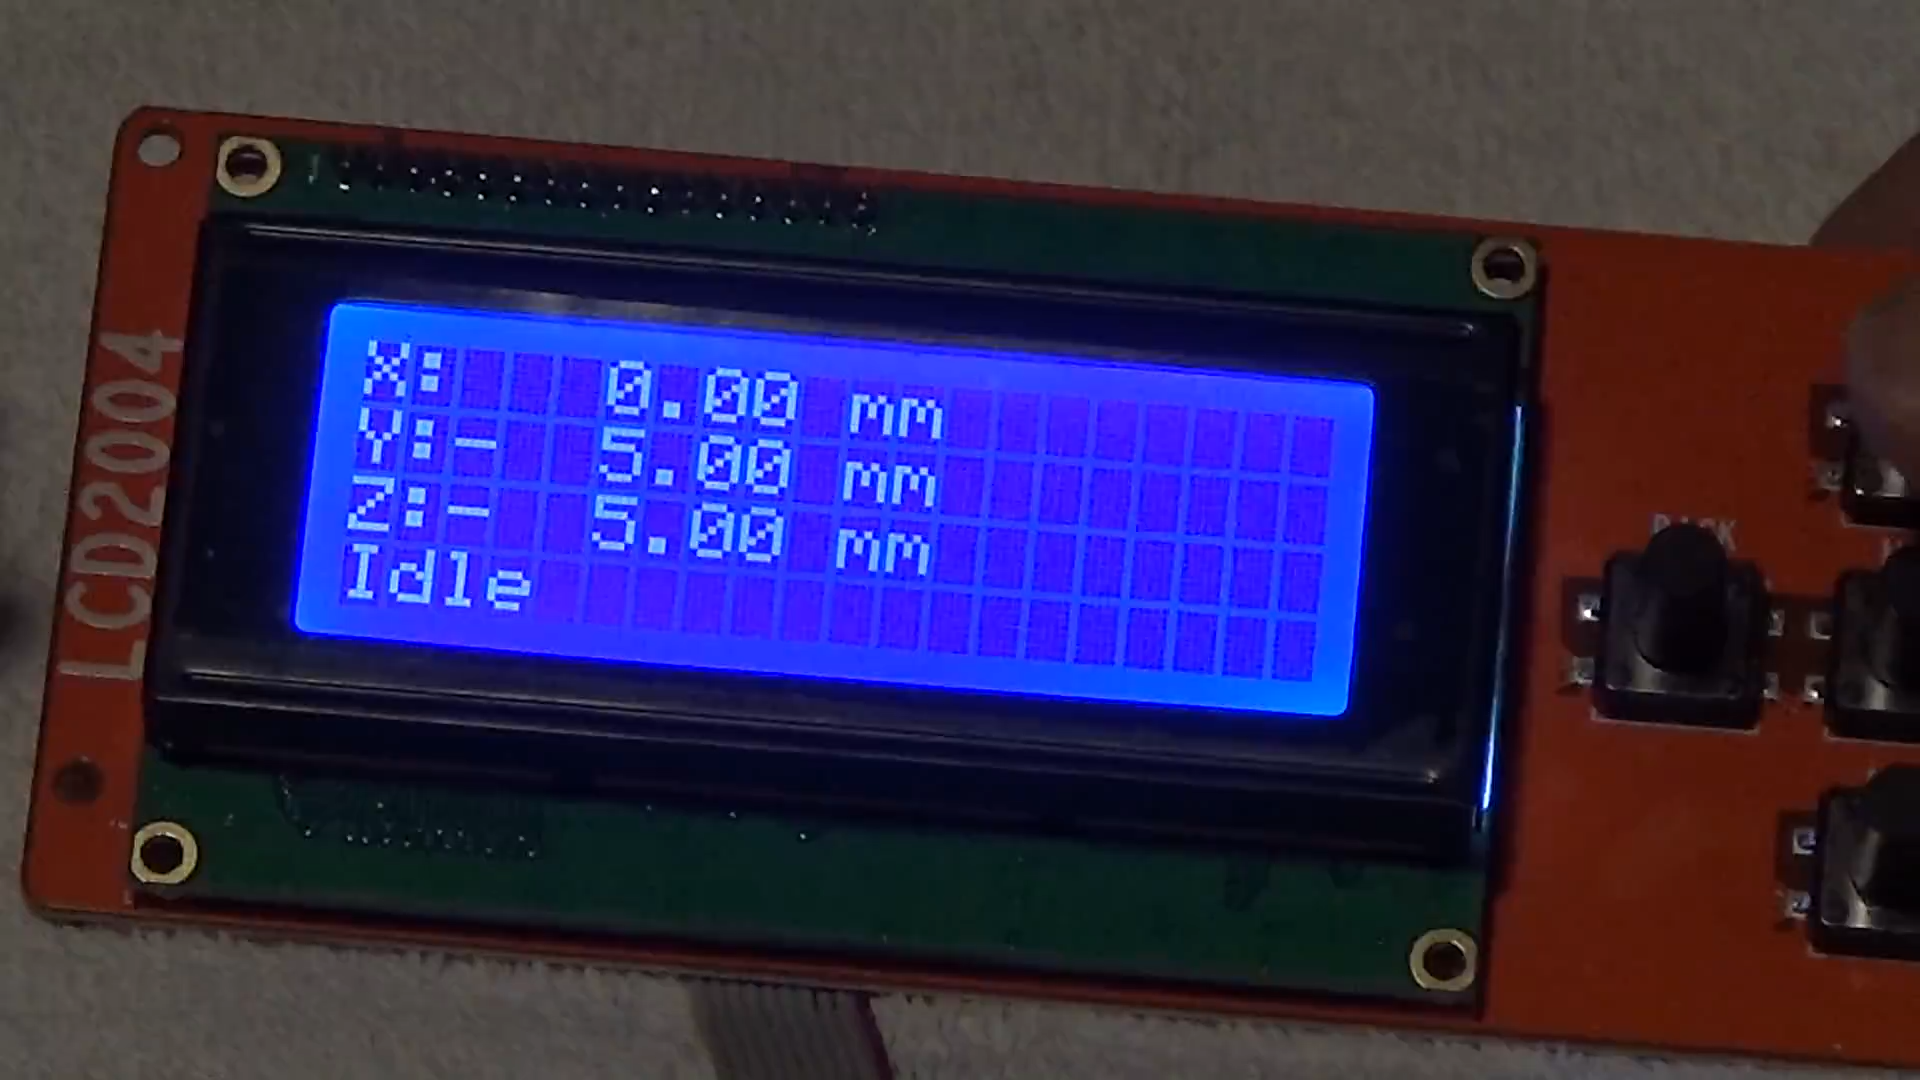 X:   0.00 mm
Y:-  5.00 mm
Z:-  5.00 mm
Idle
LCD2004